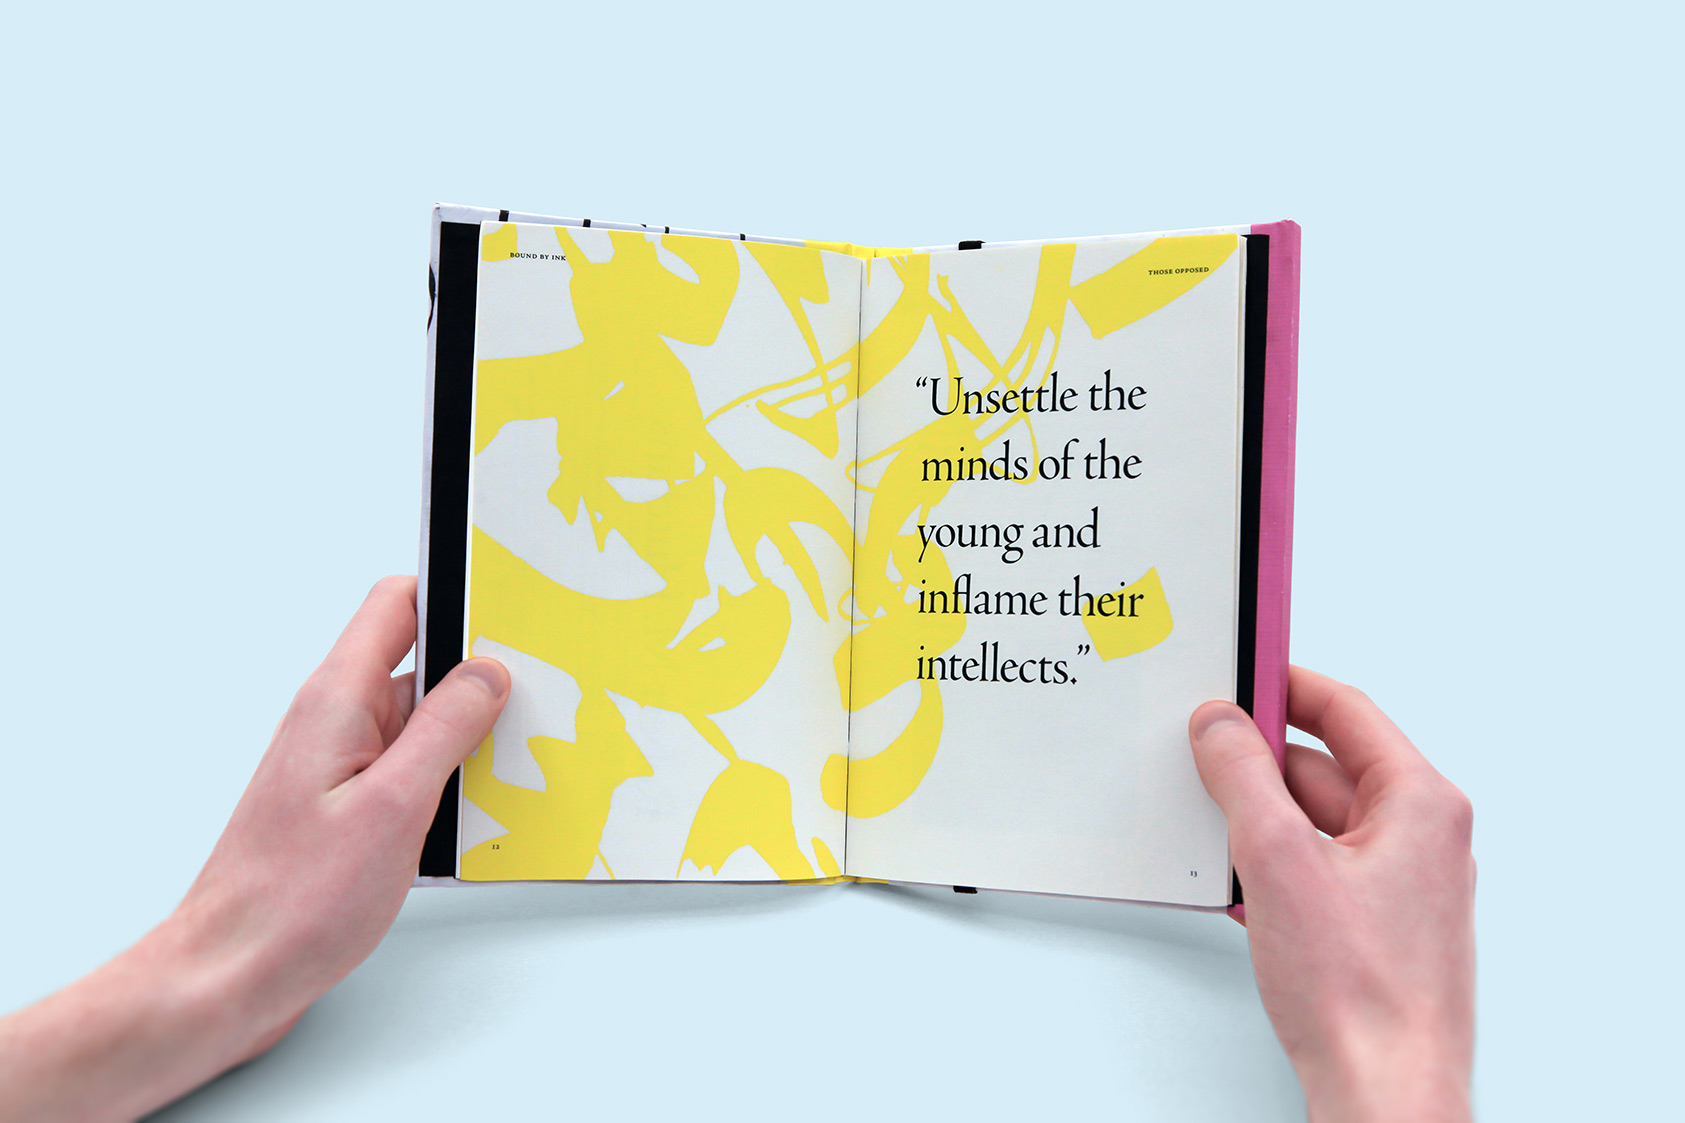 BOUND BY INK
12
THOSE OPPOSED
“Unsettle the
minds of the
young and
inflame their
intellects.”
13